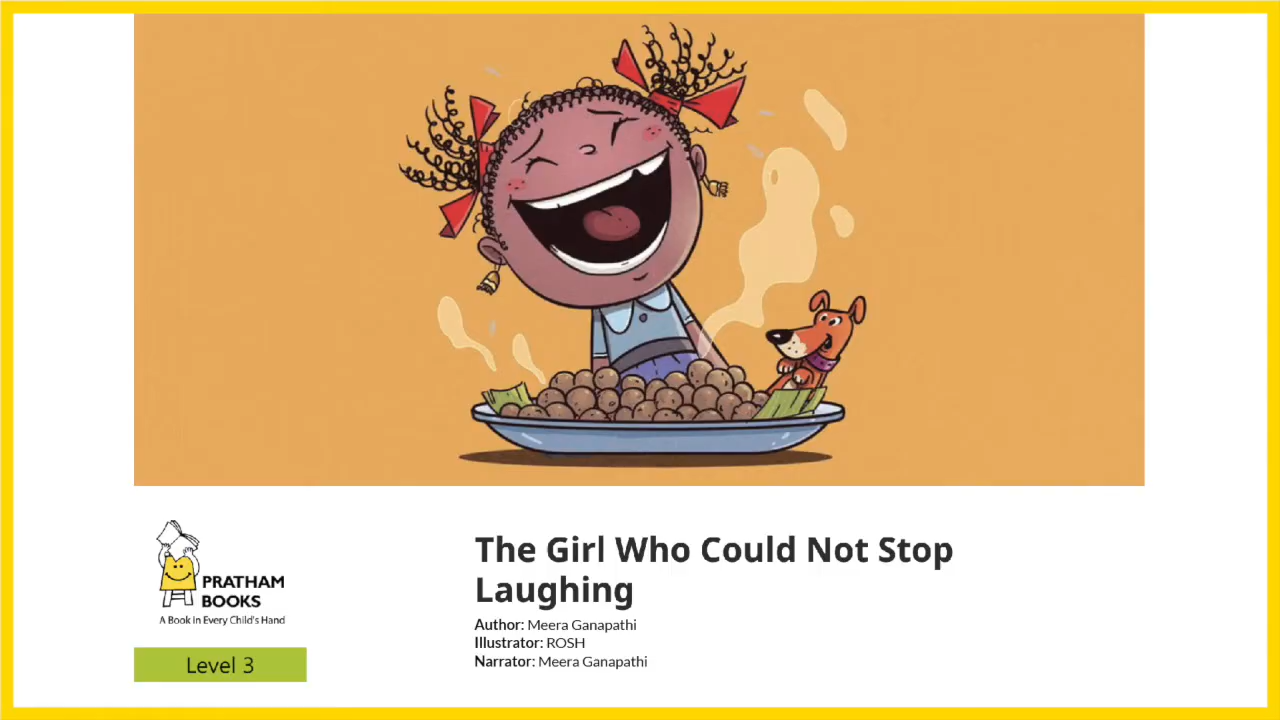 PRATHAM
BOOKS
A Book in Every Child's Hand
Level 3
The Girl Who Could Not Stop
Laughing
Author: Meera Ganapathi
Illustrator: ROSH
Narrator: Meera Ganapathi